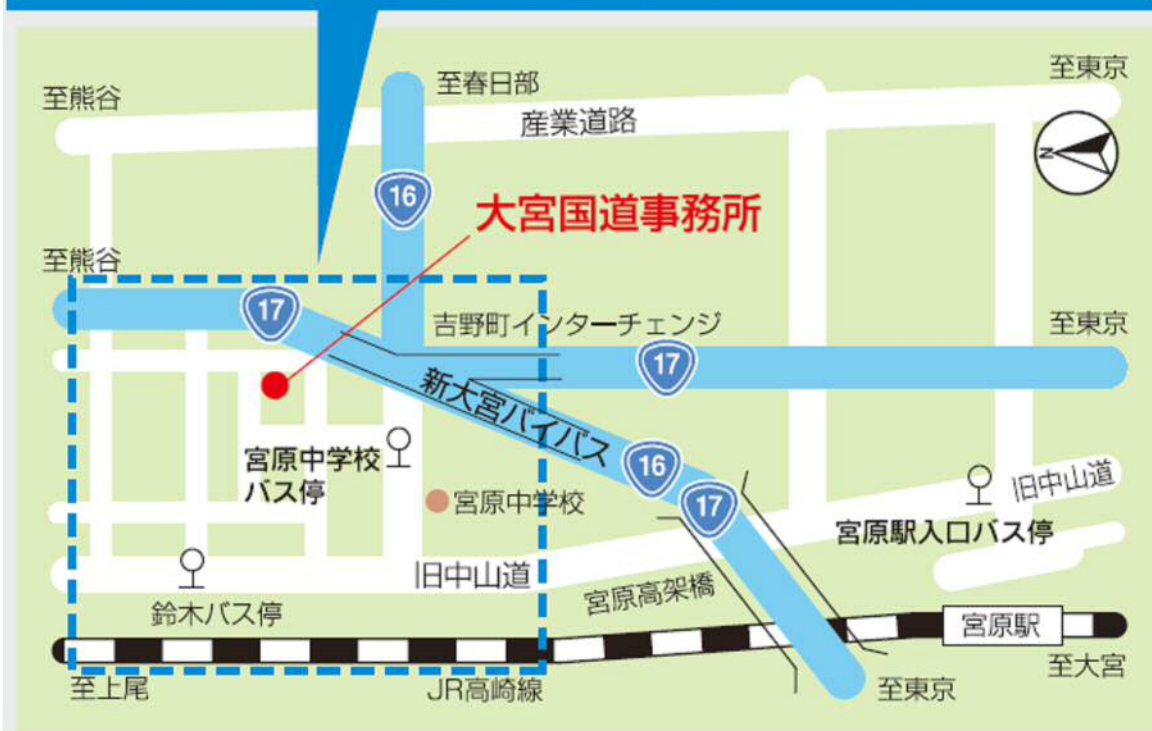 至熊谷
至春日部
至東京
産業道路
N
16
大宮国道事務所
至熊谷
17
吉野町インターチェンジ
至東京
17
新大宮バイパス
宮原中学校
バス停
16
17
宮原中学校
旧中山道
宮原駅入口バス停
旧中山道
宮原高架橋
鈴木バス停
宮原駅
至上尾
JR高崎線
至東京
至大宮